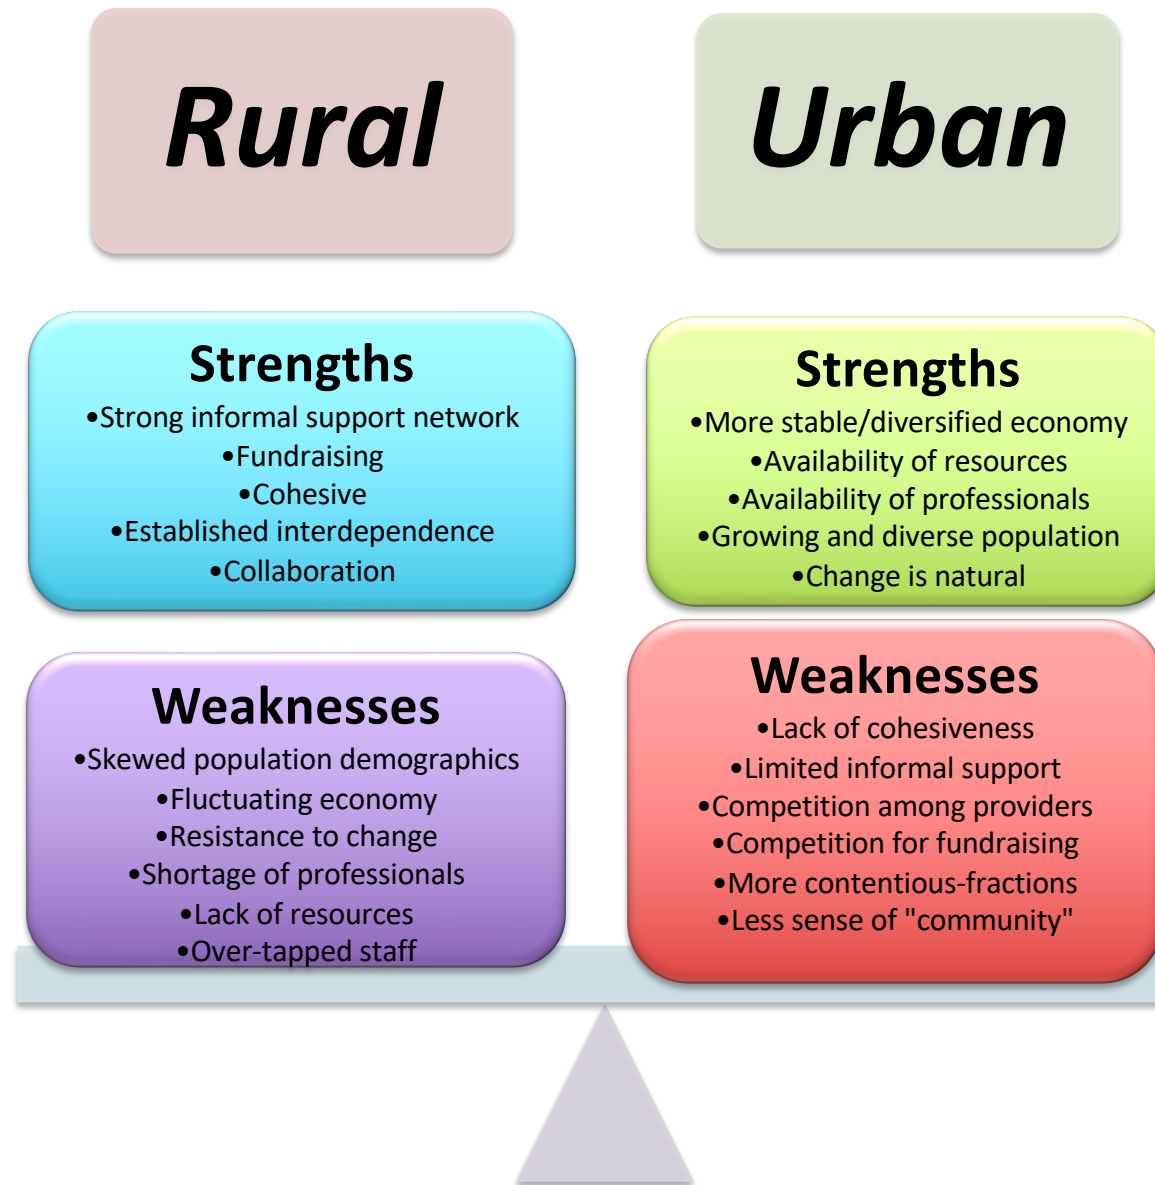 Rural
Urban
Strengths
•Strong informal support network
•Fundraising
•Cohesive
•Established interdependence
•Collaboration
Strengths
•More stable/diversified economy
•Availability of resources
•Availability of professionals
•Growing and diverse population
•Change is natural
Weaknesses
•Skewed population demographics
•Fluctuating economy
•Resistance to change
•Shortage of professionals
•Lack of resources
•Over-tapped staff
Weaknesses
•Lack of cohesiveness
•Limited informal support
•Competition among providers
•Competition for fundraising
•More contentious-fractions
•Less sense of "community"